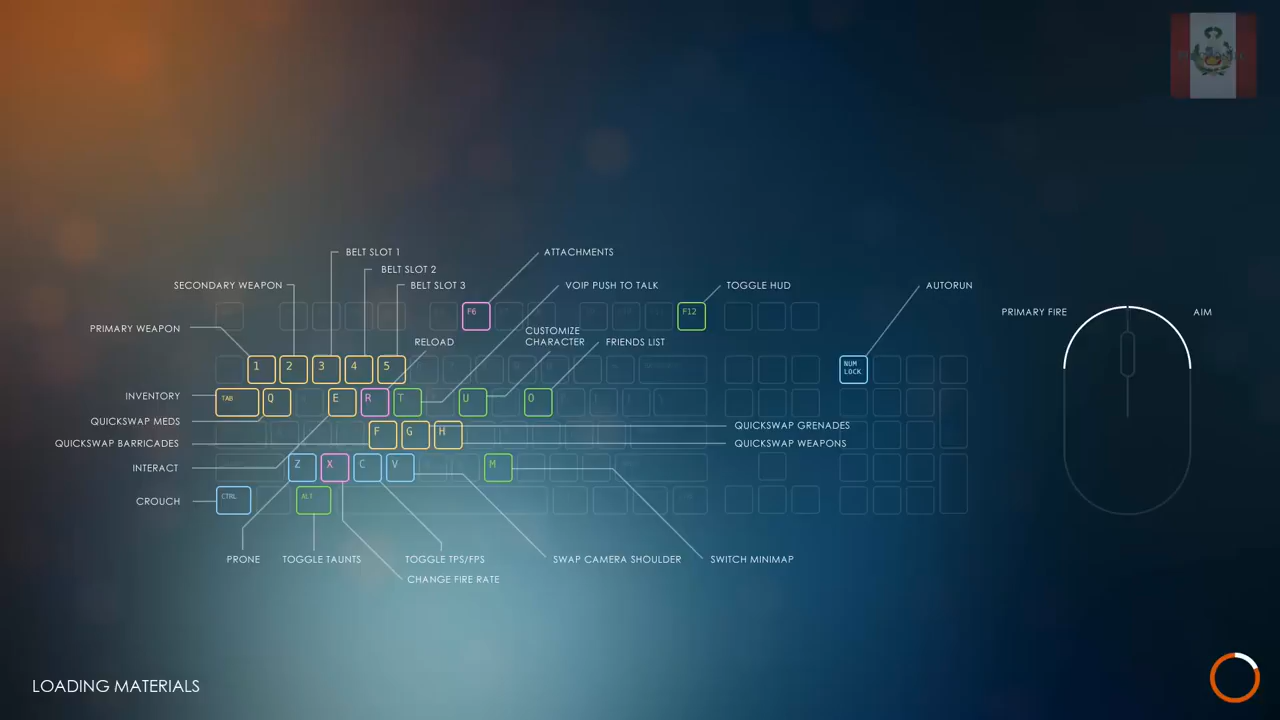 BELT SLOT 1
ATTACHMENTS
BELT SLOT 2
SECONDARY WEAPON
BELT SLOT 3
VOIP PUSH TO TALK
TOGGLE HUD
AUTORUN
F6
F12
PRIMARY FIRE
AIM
PRIMARY WEAPON
CUSTOMIZE
CHARACTER
RELOAD
FRIENDS LIST
1
2
3
4
5
NUM
LOCK
INVENTORY
TAB
Q
E
R
T
U
O
QUICKSWAP MEDS
QUICKSWAP GRENADES
F
G
H
QUICKSWAP BARRICADES
QUICKSWAP WEAPONS
INTERACT
Z
X
C
V
M
CROUCH
CTRL
ALT
PRONE
TOGGLE TAUNTS
TOGGLE TPS/FPS
SWAP CAMERA SHOULDER
SWITCH MINIMAP
CHANGE FIRE RATE
LOADING MATERIALS